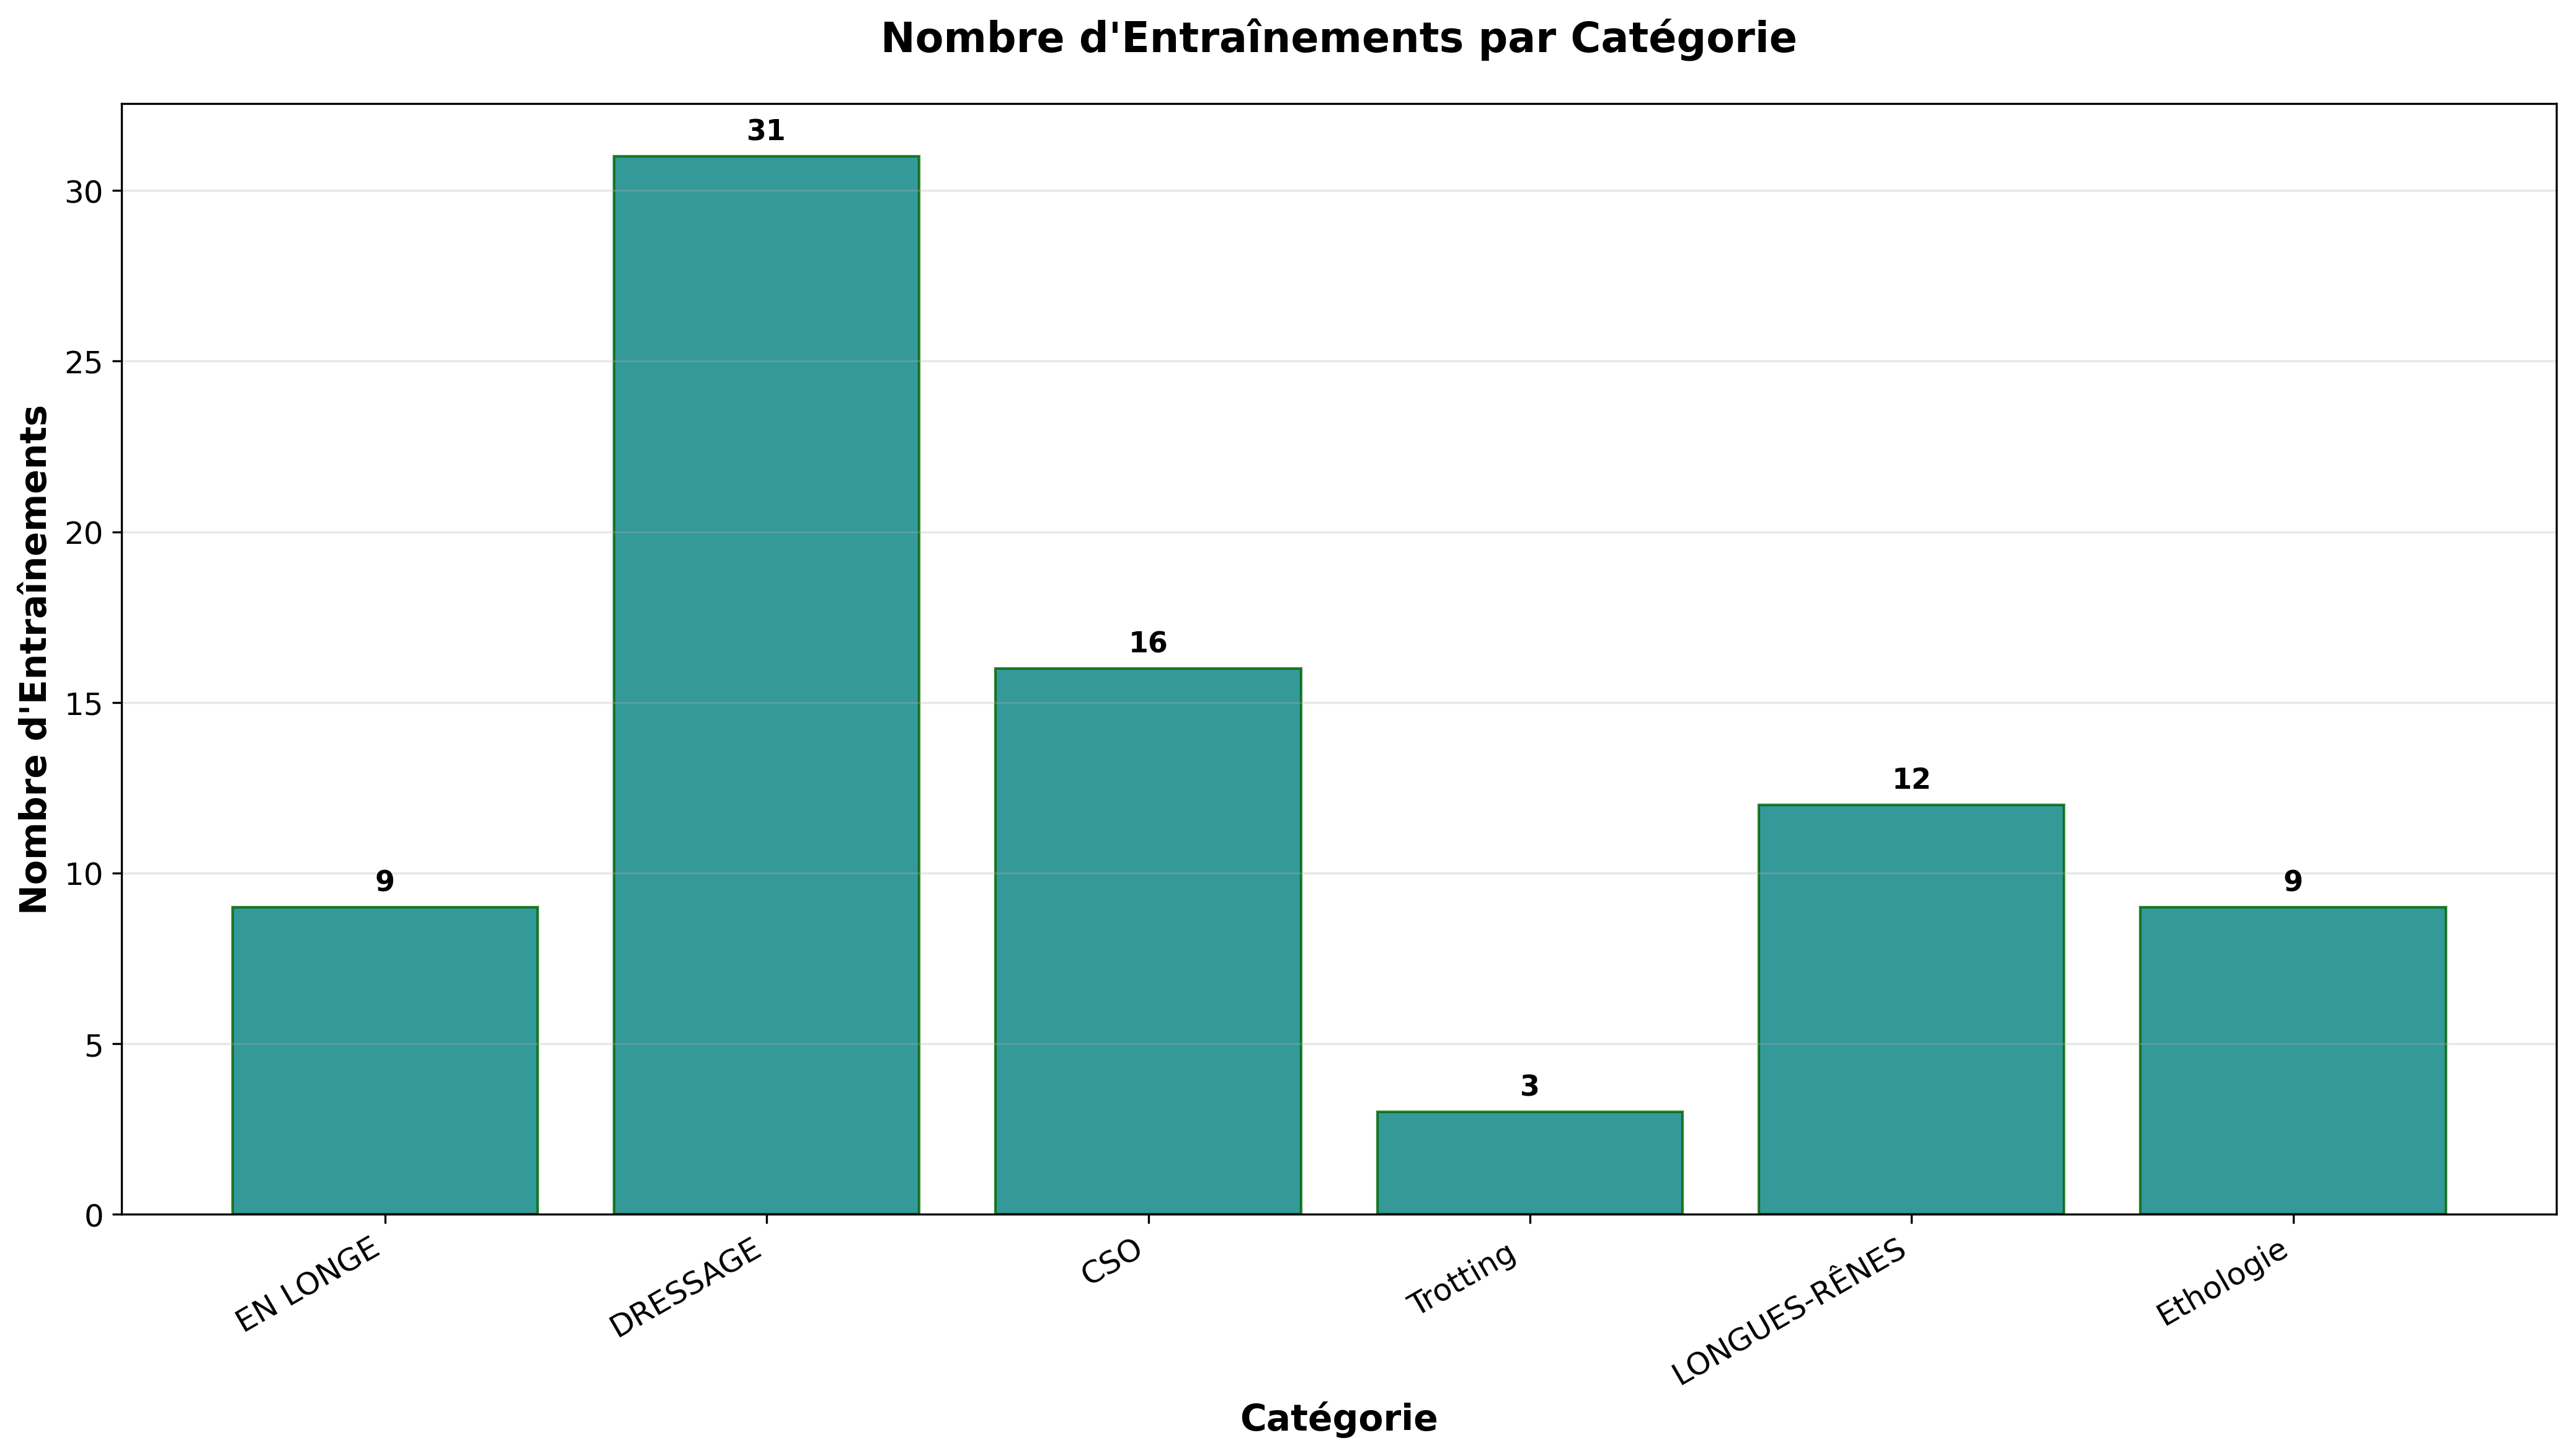 Nombre d'Entraînements par Catégorie
Nombre d'Entraînements
30
25
20
15
10
5
0
9
31
16
3
12
9
EN LONGE
DRESSAGE
CSO
Trotting
LONGUES-RÊNES
Ethologie
Catégorie